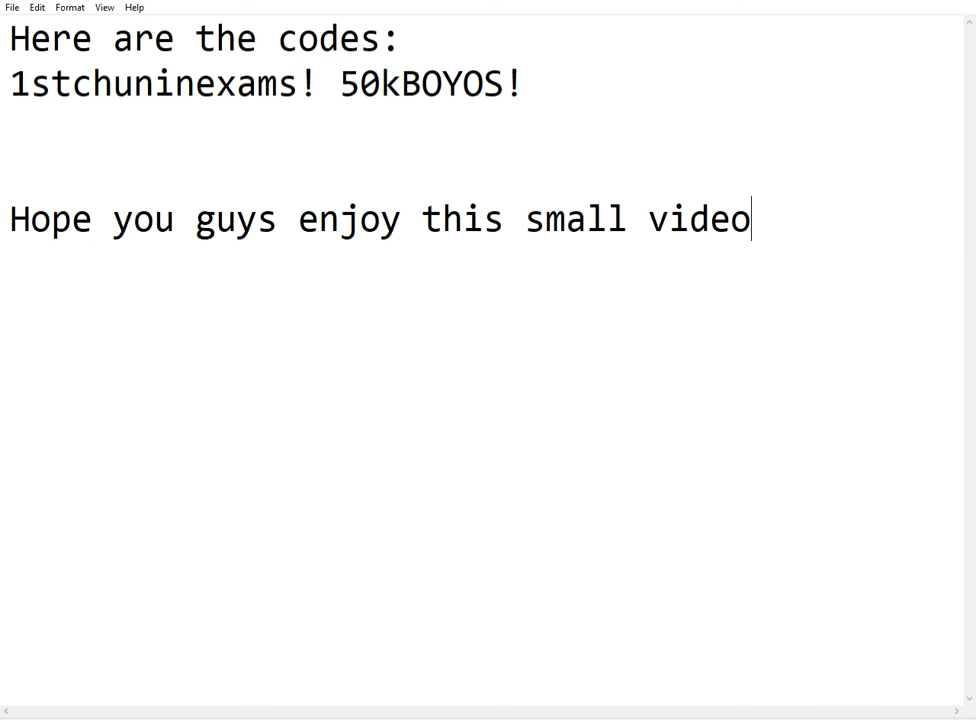 File Edit Format View Help
Here are the codes:
1stchuninexams! 50kBOYOS!
Hope you guys enjoy this small video